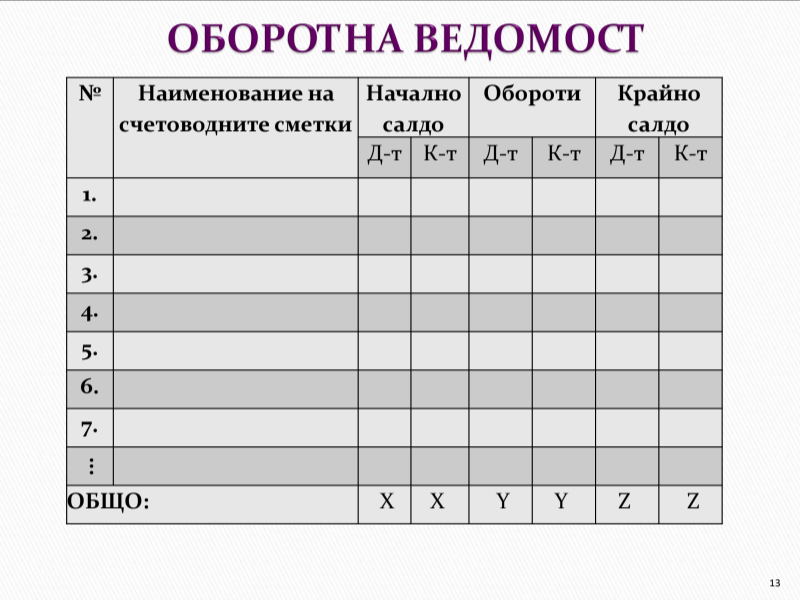 ОБОРОТНА ВЕДОМОСТ
№ Наименование на счетоводните сметки Начално салдо Обороти Крайно салдо
Д-т К-т Д-т К-т Д-т К-т
1.
2.
3.
4.
5.
6.
7.
⋮
ОБЩО: X X Y Y Z Z
13